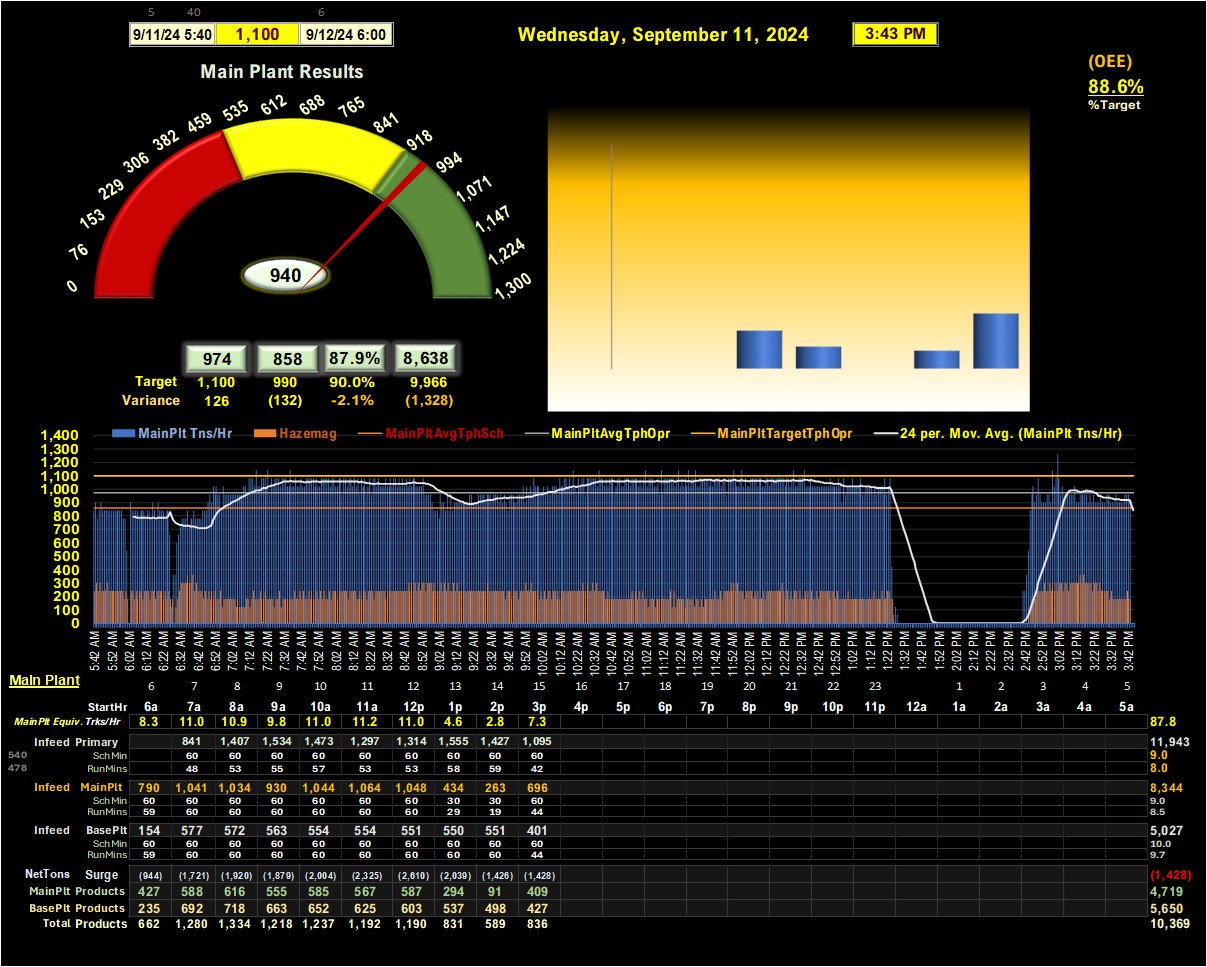 5 40 6
9/11/24 5:40 1,100 9/12/24 6:00
Wednesday, September 11, 2024 3:43 PM
(OEE)
88.6%
%Target
Main Plant Results
0 76 153 229 306 382 459 535 612 688 765 841 918 994 1,071 1,147 1,224 1,300
940
974 858 87.9% 8,638
Target 1,100 990 90.0% 9,966
Variance 126 (132) -2.1% (1,328)
MainPlt Tns/Hr Hazemag MainPltAvgTphSch MainPltAvgTphOpr MainPltTargetTphOpr 24 per. Mov. Avg. (MainPlt Tns/Hr)
1,400
1,300
1,200
1,100
1,000
900
800
700
600
500
400
300
200
100
0
5:42 AM 5:52 AM 6:02 AM 6:12 AM 6:22 AM 6:32 AM 6:42 AM 6:52 AM 7:02 AM 7:12 AM 7:22 AM 7:32 AM 7:42 AM 7:52 AM 8:02 AM 8:12 AM 8:22 AM 8:32 AM 8:42 AM 8:52 AM 9:02 AM 9:12 AM 9:22 AM 9:32 AM 9:42 AM 9:52 AM 10:02 AM 10:12 AM 10:22 AM 10:32 AM 10:42 AM 10:52 AM 11:02 AM 11:12 AM 11:22 AM 11:32 AM 11:42 AM 11:52 AM 12:02 PM 12:12 PM 12:22 PM 12:32 PM 12:42 PM 12:52 PM 1:02 PM 1:12 PM 1:22 PM 1:32 PM 1:42 PM 1:52 PM 2:02 PM 2:12 PM 2:22 PM 2:32 PM 2:42 PM 2:52 PM 3:02 PM 3:12 PM 3:22 PM 3:32 PM 3:42 PM
Main Plant
6 7 8 9 10 11 12 13 14 15 16 17 18 19 20 21 22 23 1 2 3 4 5
StartHr 6a 7a 8a 9a 10a 11a 12p 1p 2p 3p 4p 5p 6p 7p 8p 9p 10p 11p 12a 1a 2a 3a 4a 5a
MainPlt Equiv. Trks/Hr 8.3 11.0 10.9 9.8 11.0 11.2 11.0 4.6 2.8 7.3 87.8
Infeed Primary 841 1,407 1,534 1,473 1,297 1,314 1,555 1,427 1,095 11,943
540 Sch Min 60 60 60 60 60 60 60 60 60 9.0
478 RunMins 48 53 55 57 53 53 58 59 42 8.0
Infeed MainPlt 790 1,041 1,034 930 1,044 1,064 1,048 434 263 696 8,344
Sch Min 60 60 60 60 60 60 60 30 30 60 9.0
RunMins 59 60 60 60 60 60 60 29 19 44 8.5
Infeed BasePlt 154 577 572 563 554 554 551 550 551 401 5,027
Sch Min 60 60 60 60 60 60 60 60 60 60 10.0
RunMins 59 60 60 60 60 60 60 60 60 44 9.7
NetTons Surge (944) (1,721) (1,920) (1,879) (2,004) (2,325) (2,610) (2,039) (1,426) (1,428) (1,428)
MainPlt Products 427 588 616 555 585 567 587 294 91 409 4,719
BasePlt Products 235 692 718 663 652 625 603 537 498 427 5,650
Total Products 662 1,280 1,334 1,218 1,237 1,192 1,190 831 589 836 10,369